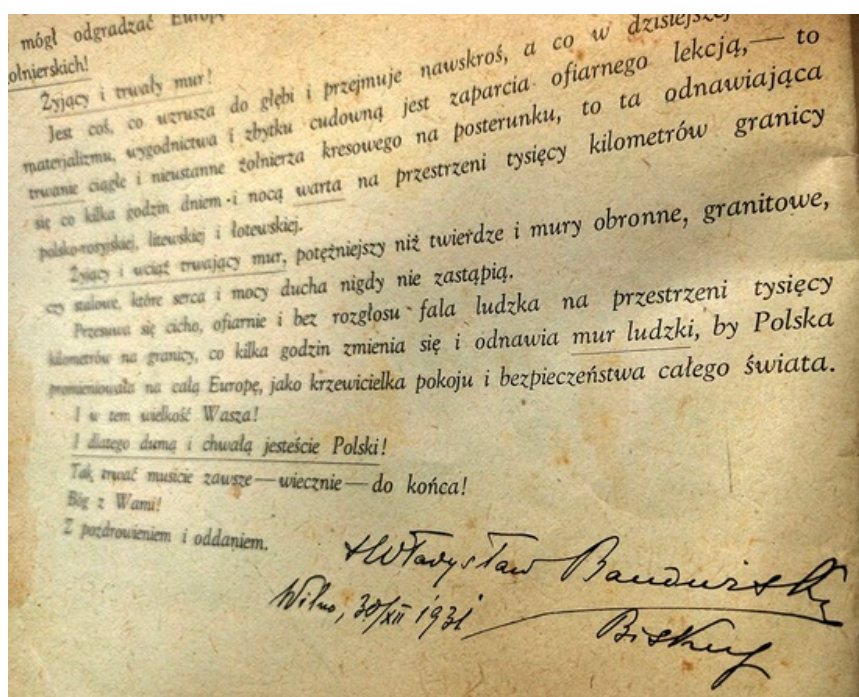 mógł odgradzać Europę
ołnierskich!
Żyjący i trwały mur!
Jest coś, co wzrusza do głębi i przejmuje nawskroś, a co w dzisiejszej
materjalizmu, wygodnictwa i zbytku cudowną jest zaparcia ofiarnego lekcją,— to
trwanie ciągłe i nieustanne żołnierza kresowego na posterunku, to ta odnawiająca
się co kilka godzin dniem i nocą warta na przestrzeni tysięcy kilometrów granicy
polsko-rosyjskiej, litewskiej i łotewskiej.
Żyjący i wciąż trwający mur, potężniejszy niż twierdze i mury obronne, granitowe,
czy stalowe, które serca i mocy ducha nigdy nie zastąpią.
Przesuwa się cicho, ofiarnie i bez rozgłosu fala ludzka na przestrzeni tysięcy
kilometrów na granicy, co kilka godzin zmienia się i odnawia mur ludzki, by Polska
promieniowała na całą Europę, jako krzewicielka pokoju i bezpieczeństwa całego świata.
I w tem wielkość Wasza!
I dlatego dumą i chwałą jesteście Polski!
Tak trwać musicie zawsze—wiecznie—do końca!
Bóg z Wami!
Z pozdrowieniem i oddaniem.
+Władysław Bandurski
Wilno, 30/XII 1931
Biskup